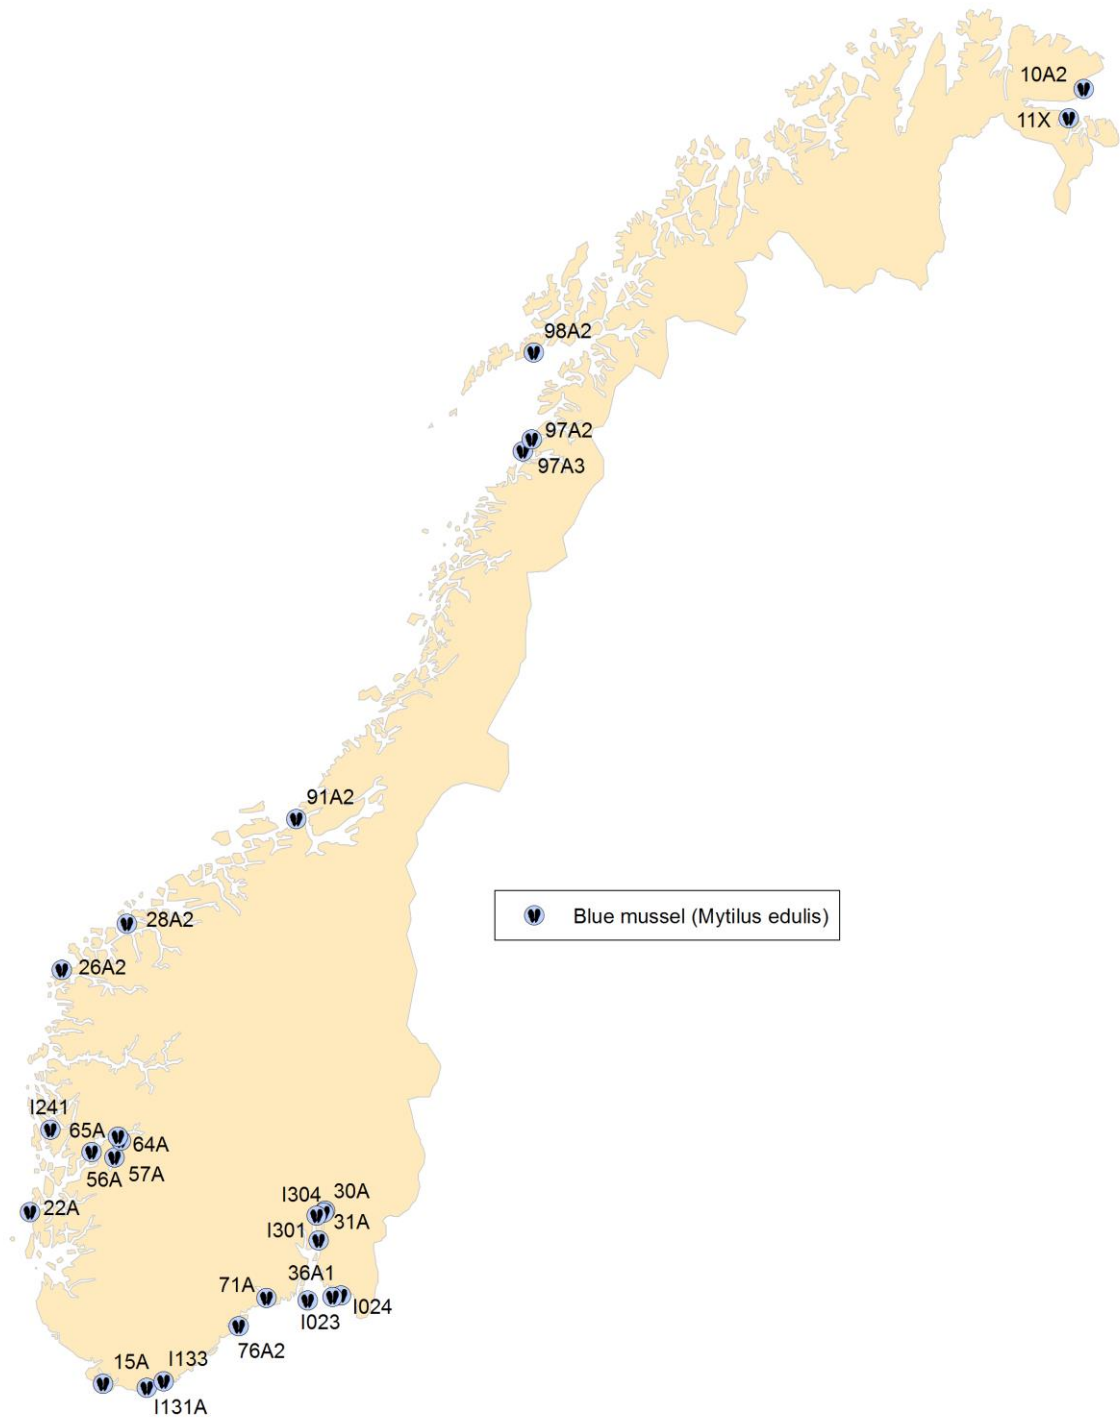 10A2
11X
98A2
97A2
97A3
91A2
Blue mussel (Mytilus edulis)
28A2
26A2
I241
65A
64A
56A
57A
22A
I304
30A
31A
I301
36A1
71A
I024
I023
76A2
15A
I133
I131A